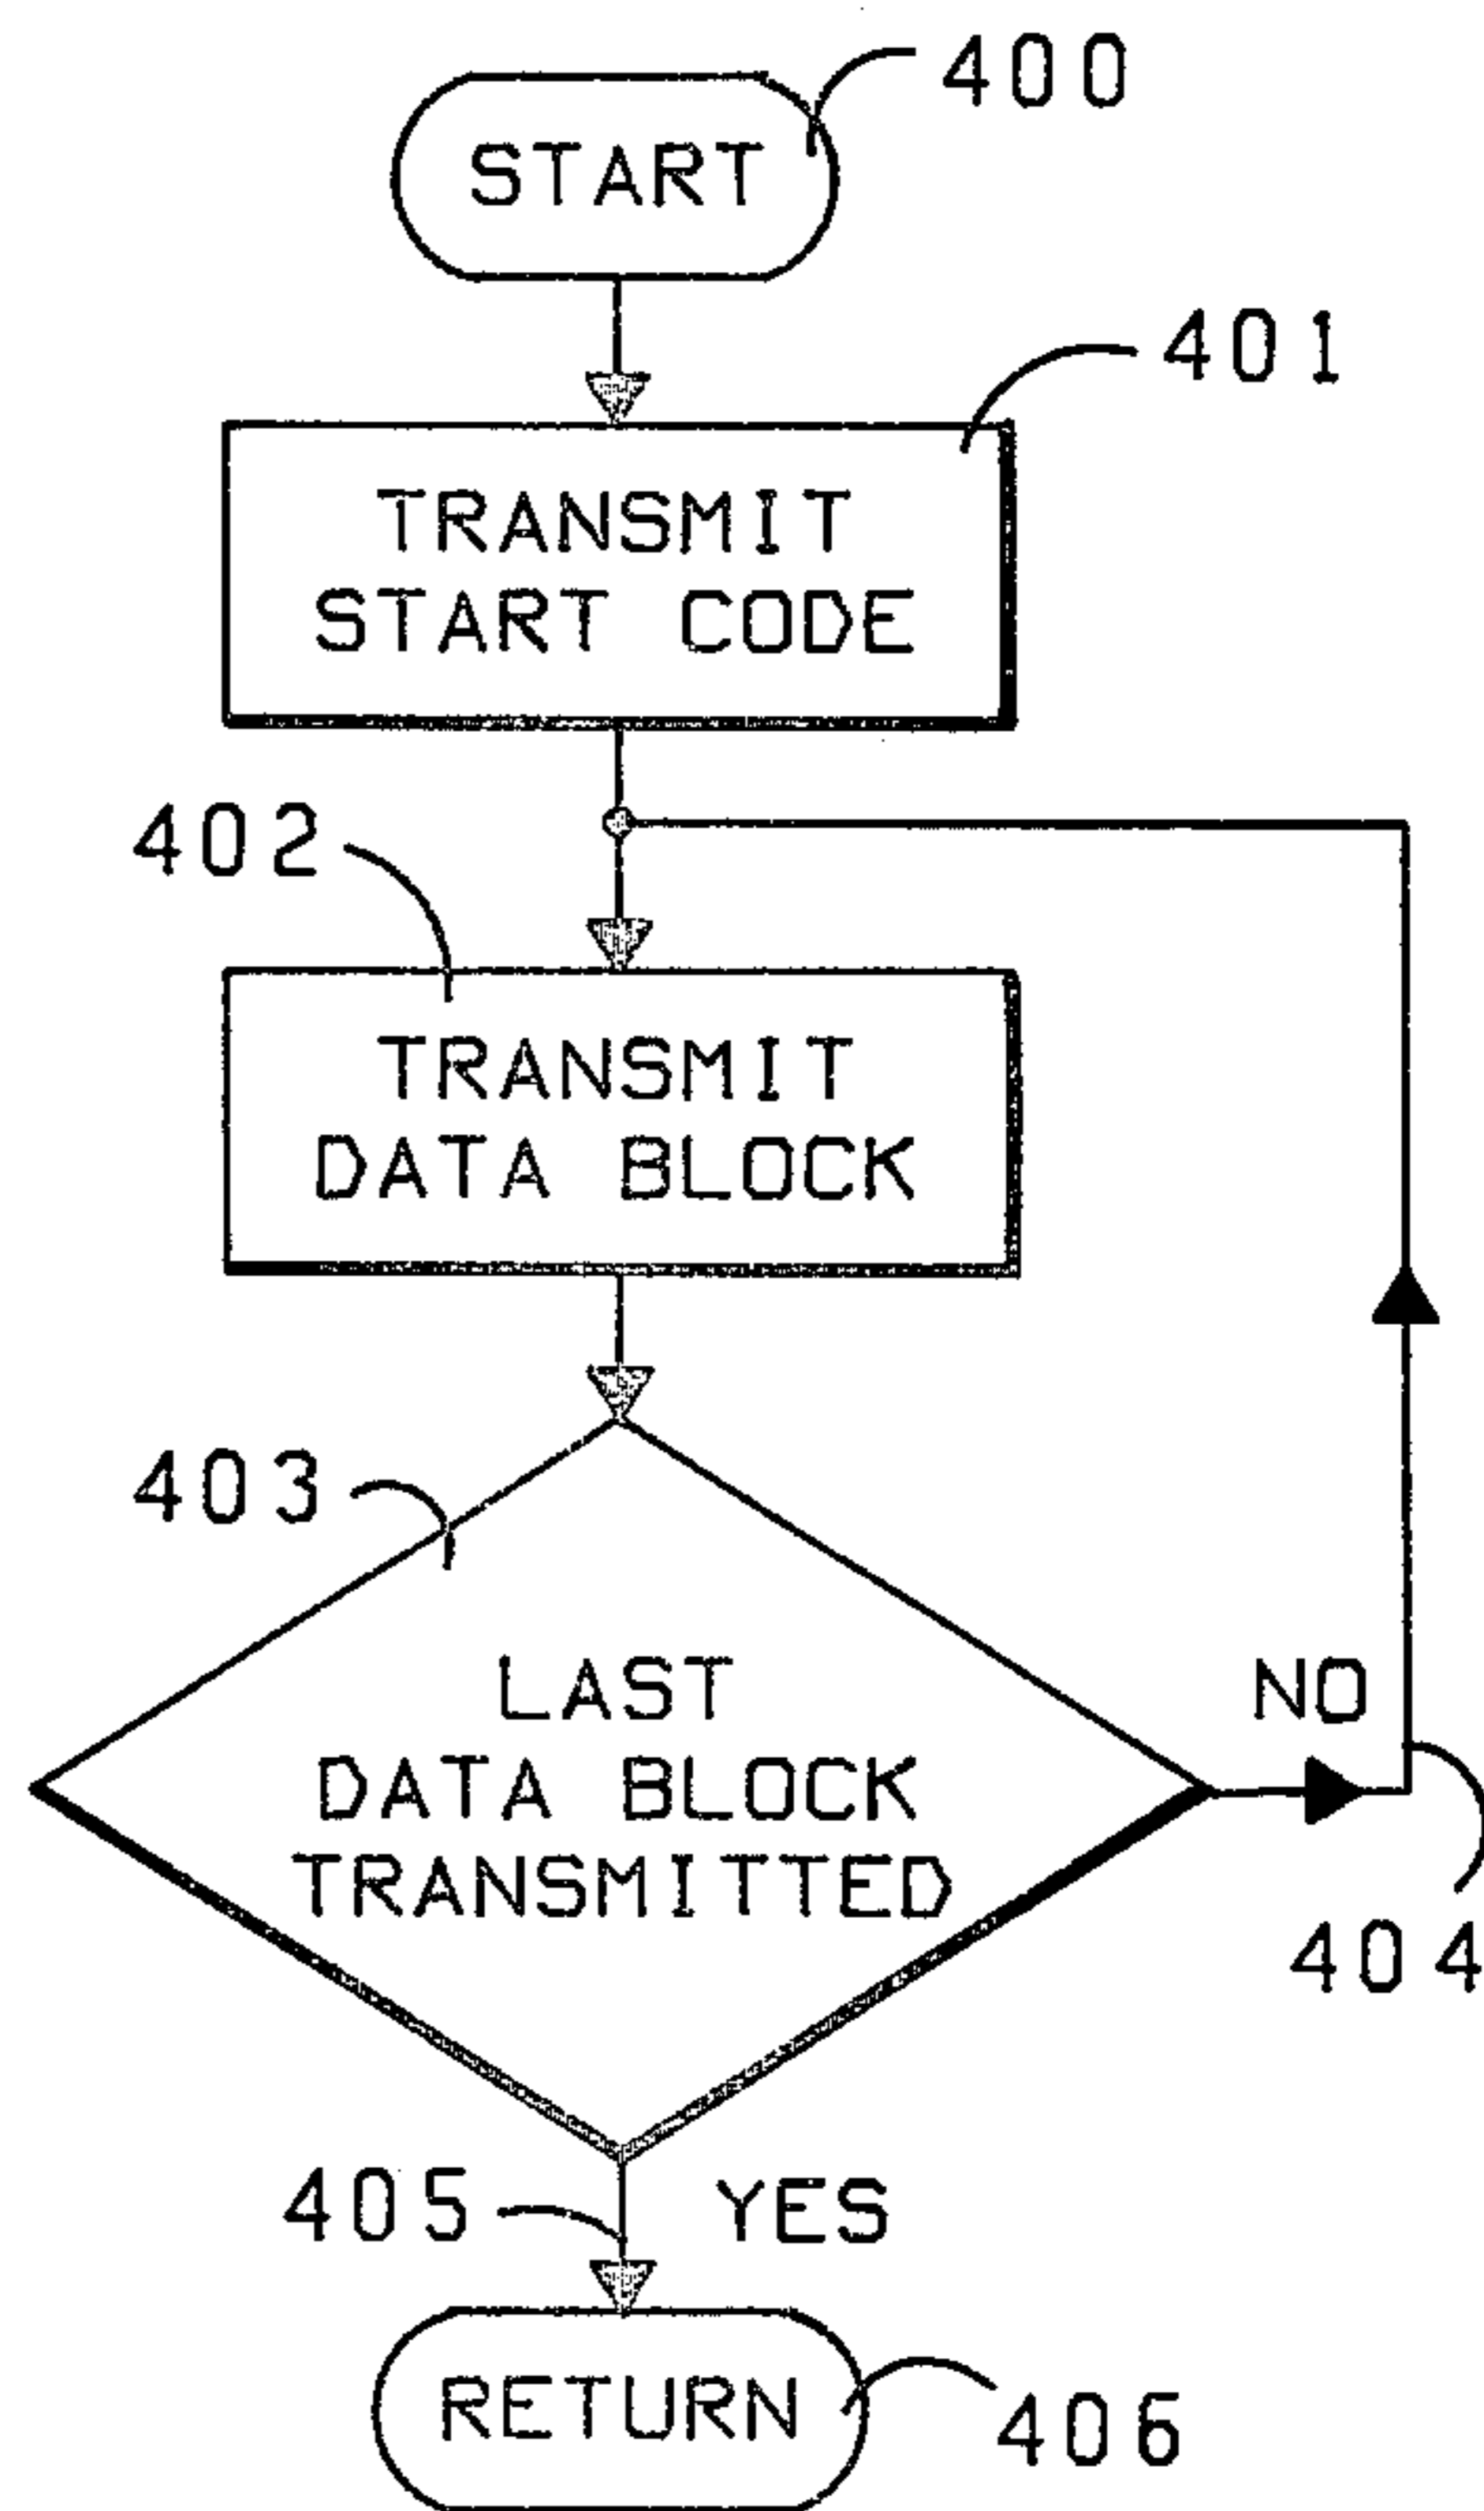 400
START
401
TRANSMIT
START CODE
402
TRANSMIT
DATA BLOCK
403
LAST
DATA BLOCK
TRANSMITTED
NO
404
405
YES
RETURN
406